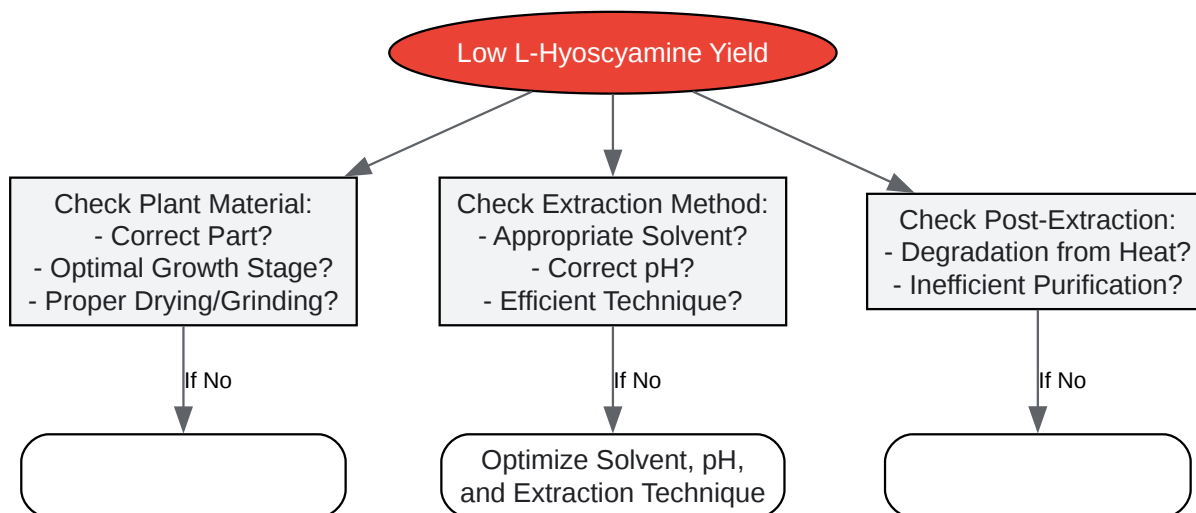 Low L-Hyoscyamine Yield
Check Plant Material:
- Correct Part?
- Optimal Growth Stage?
- Proper Drying/Grinding?
Check Extraction Method:
- Appropriate Solvent?
- Correct pH?
- Efficient Technique?
Check Post-Extraction:
- Degradation from Heat?
- Inefficient Purification?
If No
If No
If No
Optimize Solvent, pH,
and Extraction Technique